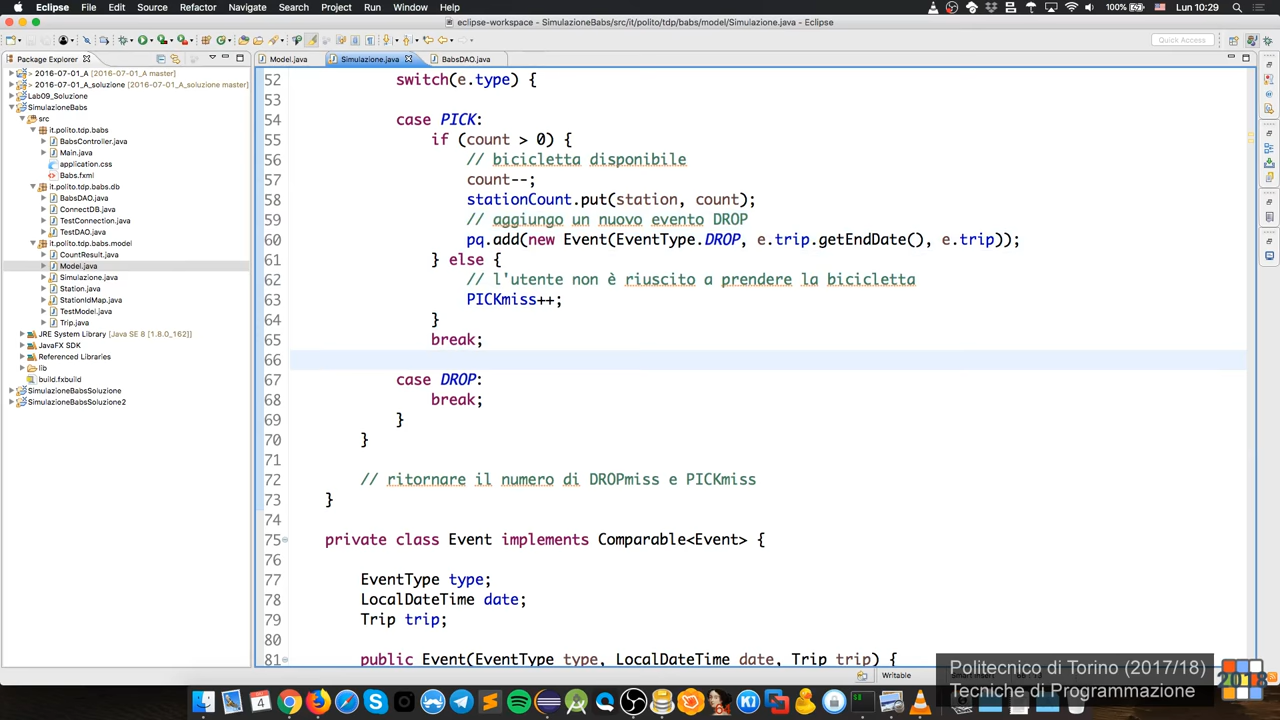 Eclipse File Edit Source Refactor Navigate Search Project Run Window Help 100% Lun 10:29
eclipse-workspace - SimulazioneBabs/src/it/polito/tdp/babs/model/Simulazione.java - Eclipse
Quick Access
Package Explorer
Model.java Simulazione.java BabsDAO.java
> 2016-07-01_A (2016-07-01_A master)
> 2016-07-01_A_soluzione (2016-07-01_A_soluzione master)
Lab09_Soluzione
SimulazioneBabs
src
it.polito.tdp.babs
BabsController.java
Main.java
application.css
Babs.fxml
it.polito.tdp.babs.db
BabsDAO.java
ConnectDB.java
TestConnection.java
TestDAO.java
it.polito.tdp.babs.model
CountResult.java
Model.java
Simulazione.java
Station.java
StationIdMap.java
TestModel.java
Trip.java
JRE System Library [Java SE 8 [1.8.0_162]]
JavaFX SDK
Referenced Libraries
lib
build.fxbuild
SimulazioneBabsSoluzione
SimulazioneBabsSoluzione2
52 switch(e.type) {
53
54 case PICK:
55 if (count > 0) {
56 // bicicletta disponibile
57 count--;
58 stationCount.put(station, count);
59 // aggiungo un nuovo evento DROP
60 pq.add(new Event(EventType.DROP, e.trip.getEndDate(), e.trip));
61 } else {
62 // l'utente non è riuscito a prendere la bicicletta
63 PICKmiss++;
64 }
65 break;
66
67 case DROP:
68 break;
69 }
70 }
71
72 // ritornare il numero di DROPmiss e PICKmiss
73 }
74
75 private class Event implements Comparable<Event> {
76
77 EventType type;
78 LocalDateTime date;
79 Trip trip;
80
81 public Event(EventType type, LocalDateTime date, Trip trip) {
Writable
Politecnico di Torino (2017/18)
Tecniche di Programmazione
2018